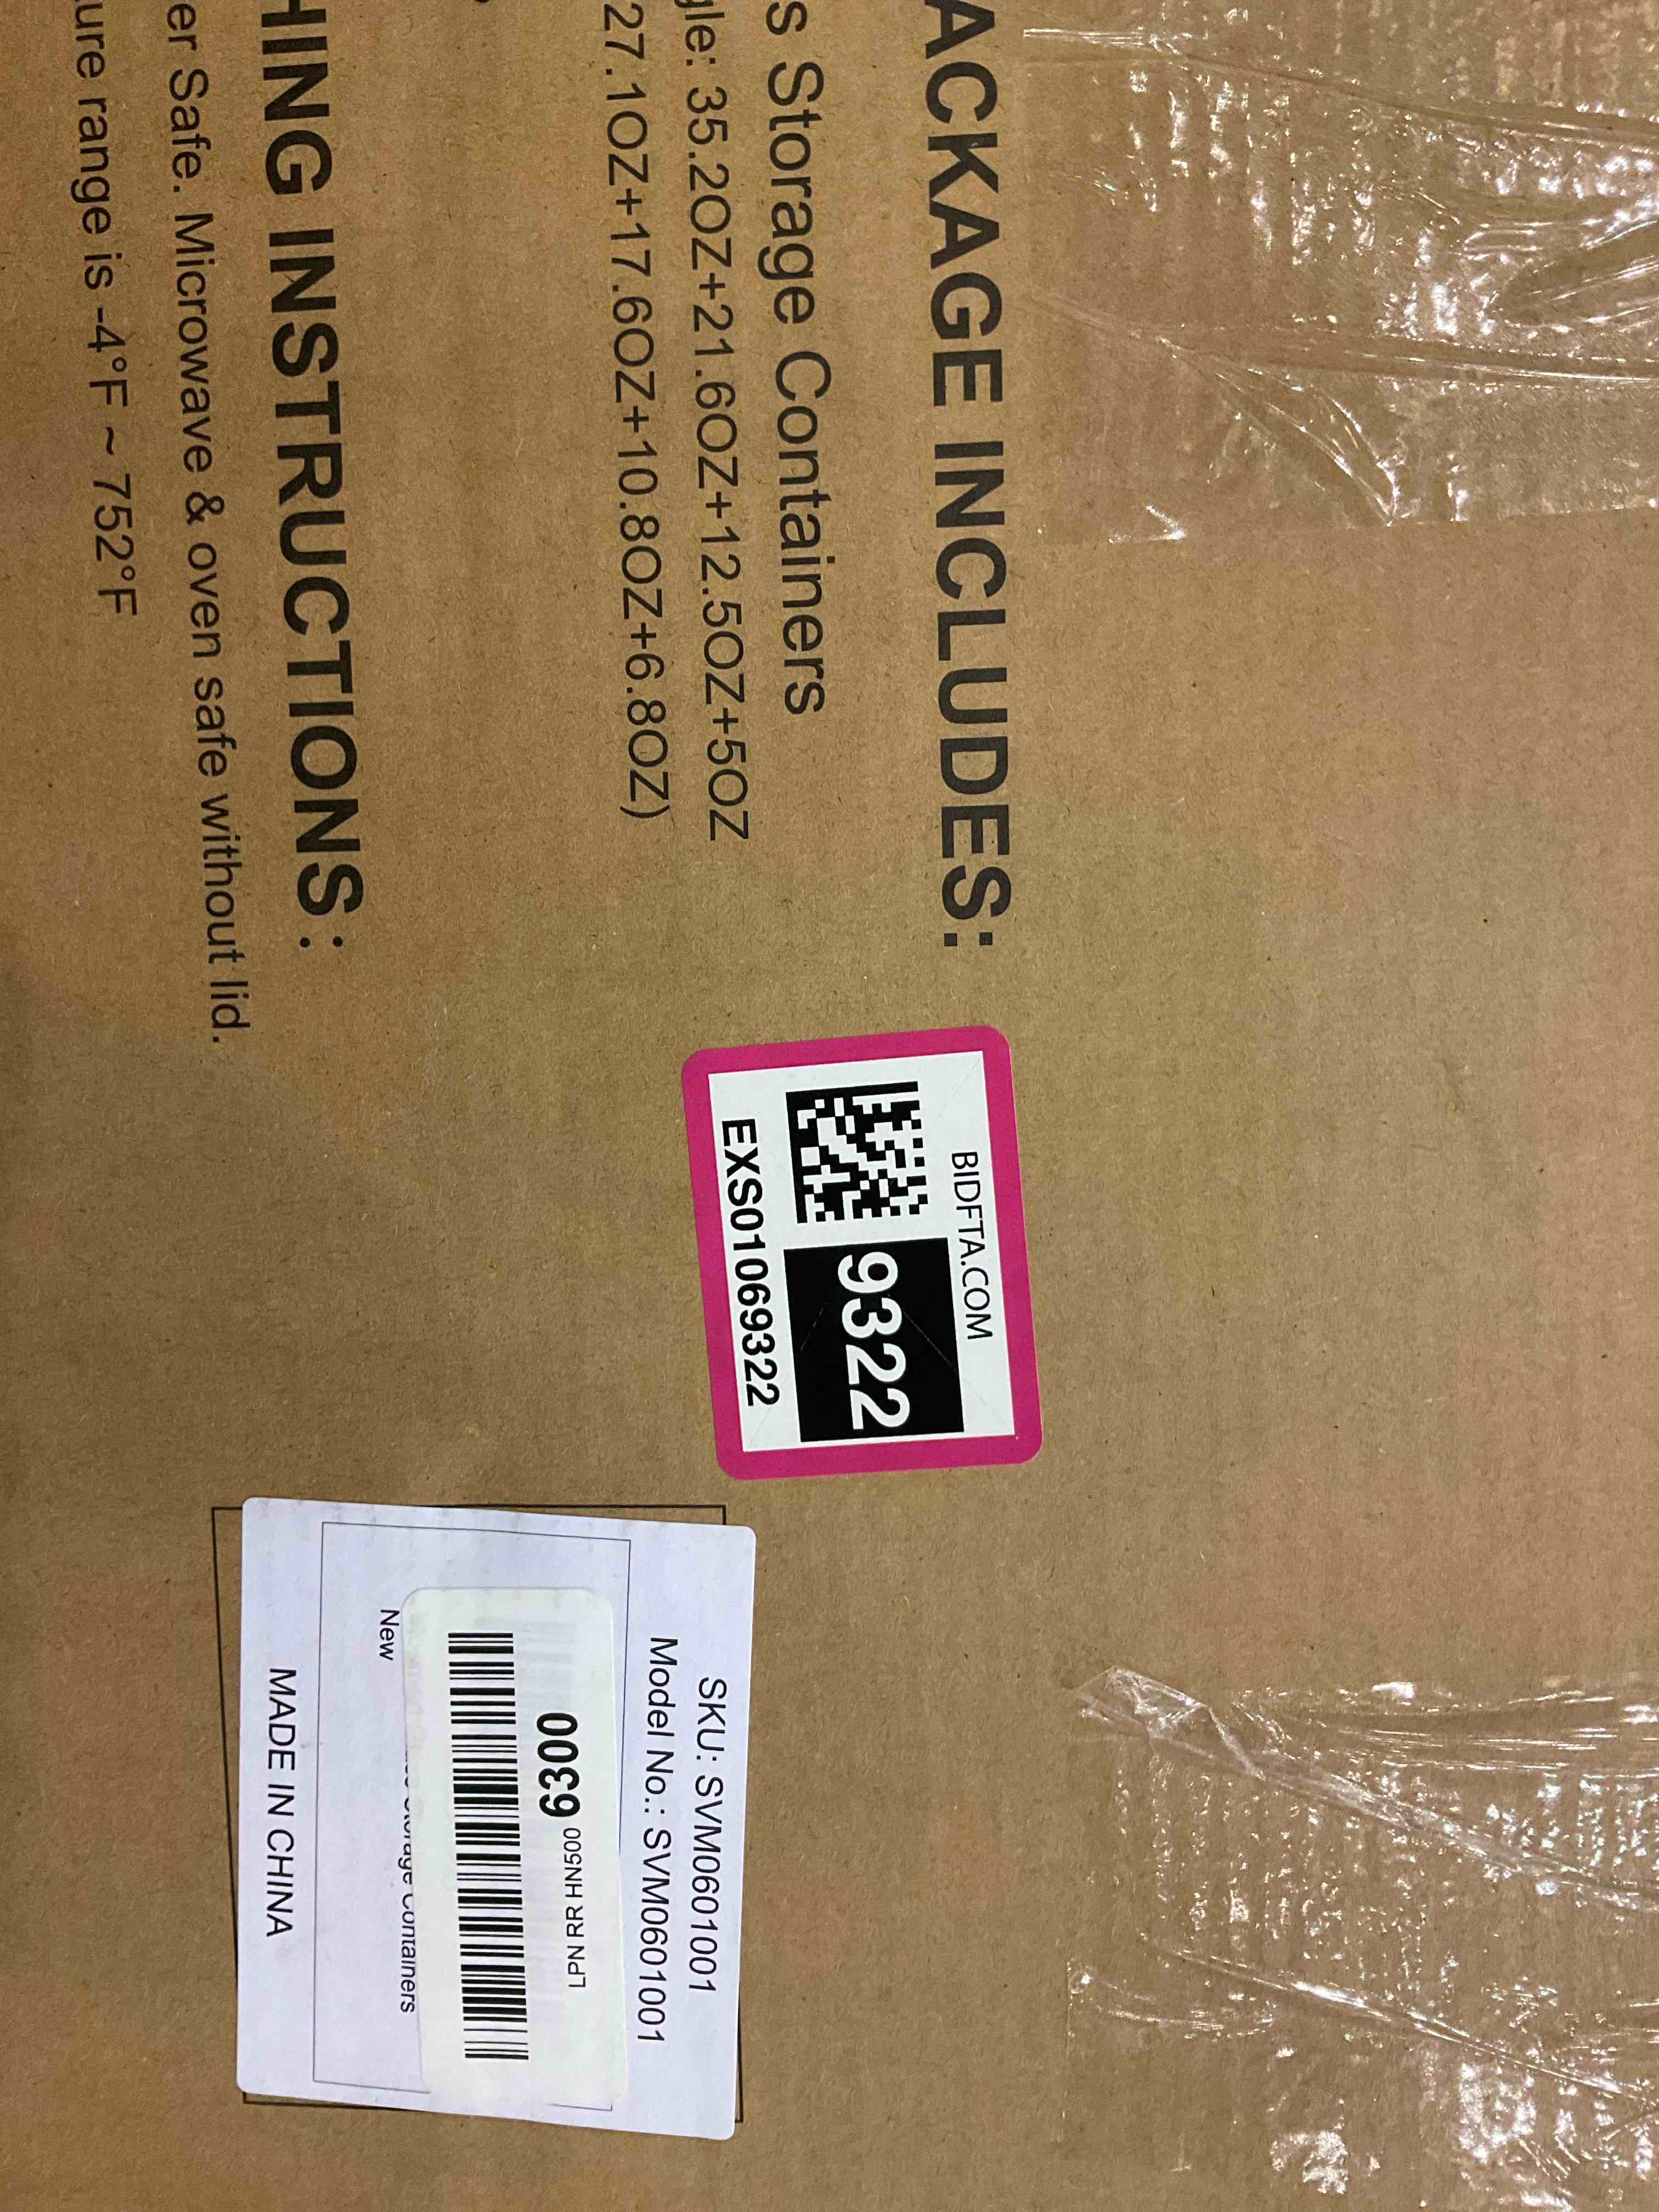 ACKAGE INCLUDES:
s Storage Containers
gle: 35.2OZ+21.6OZ+12.5OZ+5OZ
27.1OZ+17.6OZ+10.8OZ+6.8OZ)
HING INSTRUCTIONS :
er Safe. Microwave & oven safe without lid.
ure range is -4°F ~ 752°F
BIDFTA.COM
9322
EXS01069322
SKU: SVM0601001
Model No.: SVM0601001
LPN RR HN500 6300
Storage Containers
New
MADE IN CHINA